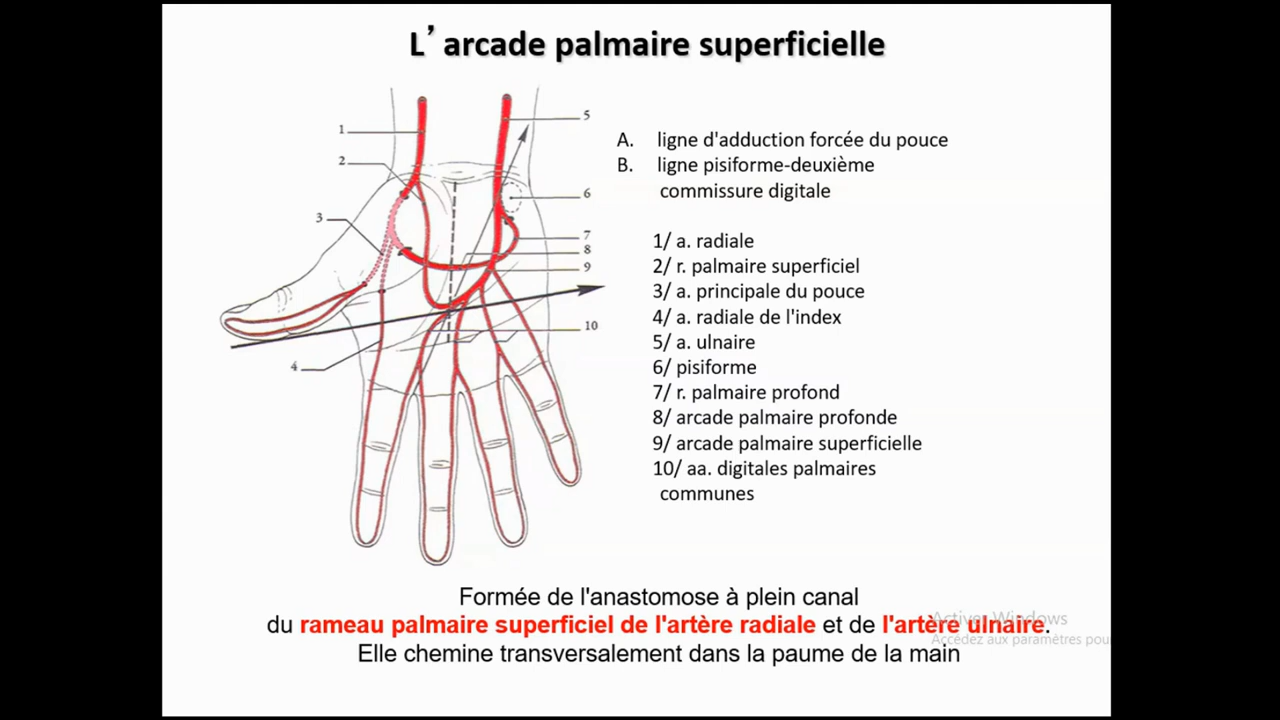 L’ arcade palmaire superficielle
1
2
3
4
5
6
7
8
9
10
A. ligne d'adduction forcée du pouce
B. ligne pisiforme-deuxième
commissure digitale
1/ a. radiale
2/ r. palmaire superficiel
3/ a. principale du pouce
4/ a. radiale de l'index
5/ a. ulnaire
6/ pisiforme
7/ r. palmaire profond
8/ arcade palmaire profonde
9/ arcade palmaire superficielle
10/ aa. digitales palmaires
communes
Formée de l'anastomose à plein canal
du rameau palmaire superficiel de l'artère radiale et de l'artère ulnaire.
Elle chemine transversalement dans la paume de la main
Activer Windows
Accédez aux paramètres pou